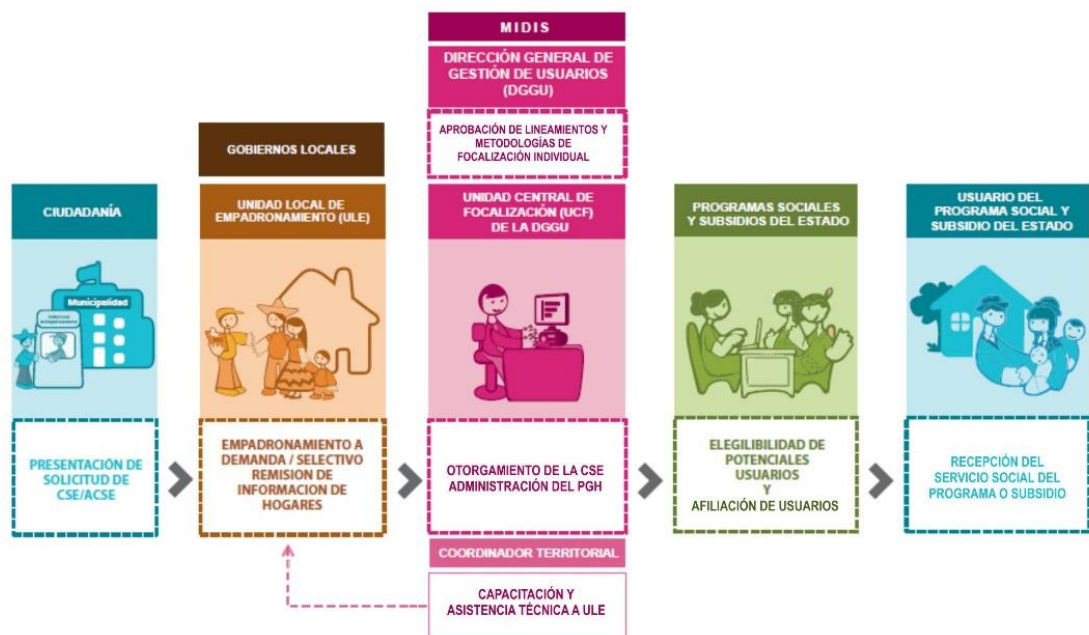 MIDIS
DIRECCIÓN GENERAL DE
GESTIÓN DE USUARIOS
(DGGU)
APROBACIÓN DE LINEAMIENTOS Y
METODOLOGÍAS DE
FOCALIZACIÓN INDIVIDUAL
GOBIERNOS LOCALES
CIUDADANÍA
UNIDAD LOCAL DE
EMPADRONAMIENTO (ULE)
UNIDAD CENTRAL DE
FOCALIZACIÓN (UCF)
DE LA DGGU
PROGRAMAS SOCIALES
Y SUBSIDIOS DEL ESTADO
USUARIO DEL
PROGRAMA SOCIAL Y
SUBSIDIO DEL ESTADO
Municipalidad
PRESENTACIÓN DE
SOLICITUD DE
CSE/ACSE
EMPADRONAMIENTO A
DEMANDA / SELECTIVO
REMISION DE
INFORMACION DE
HOGARES
OTORGAMIENTO DE LA CSE
ADMINISTRACIÓN DEL PGH
ELEGILIBILIDAD DE
POTENCIALES
USUARIOS
Y
AFILIACIÓN DE USUARIOS
RECEPCIÓN DEL
SERVICIO SOCIAL DEL
PROGRAMA O SUBSIDIO
COORDINADOR TERRITORIAL
CAPACITACIÓN Y
ASISTENCIA TÉCNICA A ULE